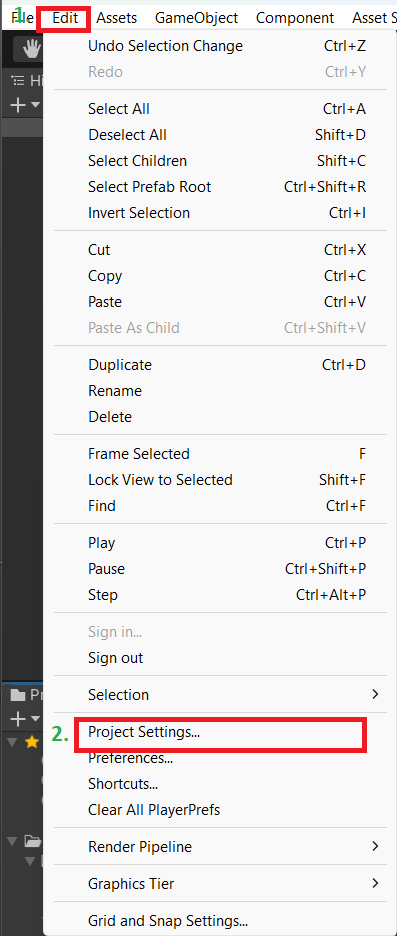 1 File Edit Assets GameObject Component Asset S
Undo Selection Change Ctrl+Z
Redo Ctrl+Y
Hi
Select All Ctrl+A
Deselect All Shift+D
Select Children Shift+C
Select Prefab Root Ctrl+Shift+R
Invert Selection Ctrl+I
Cut Ctrl+X
Copy Ctrl+C
Paste Ctrl+V
Paste As Child Ctrl+Shift+V
Duplicate Ctrl+D
Rename
Delete
Frame Selected F
Lock View to Selected Shift+F
Find Ctrl+F
Play Ctrl+P
Pause Ctrl+Shift+P
Step Ctrl+Alt+P
Sign in...
Sign out
Selection
Pr
2. Project Settings...
Preferences...
Shortcuts...
Clear All PlayerPrefs
Render Pipeline
Graphics Tier
Grid and Snap Settings...